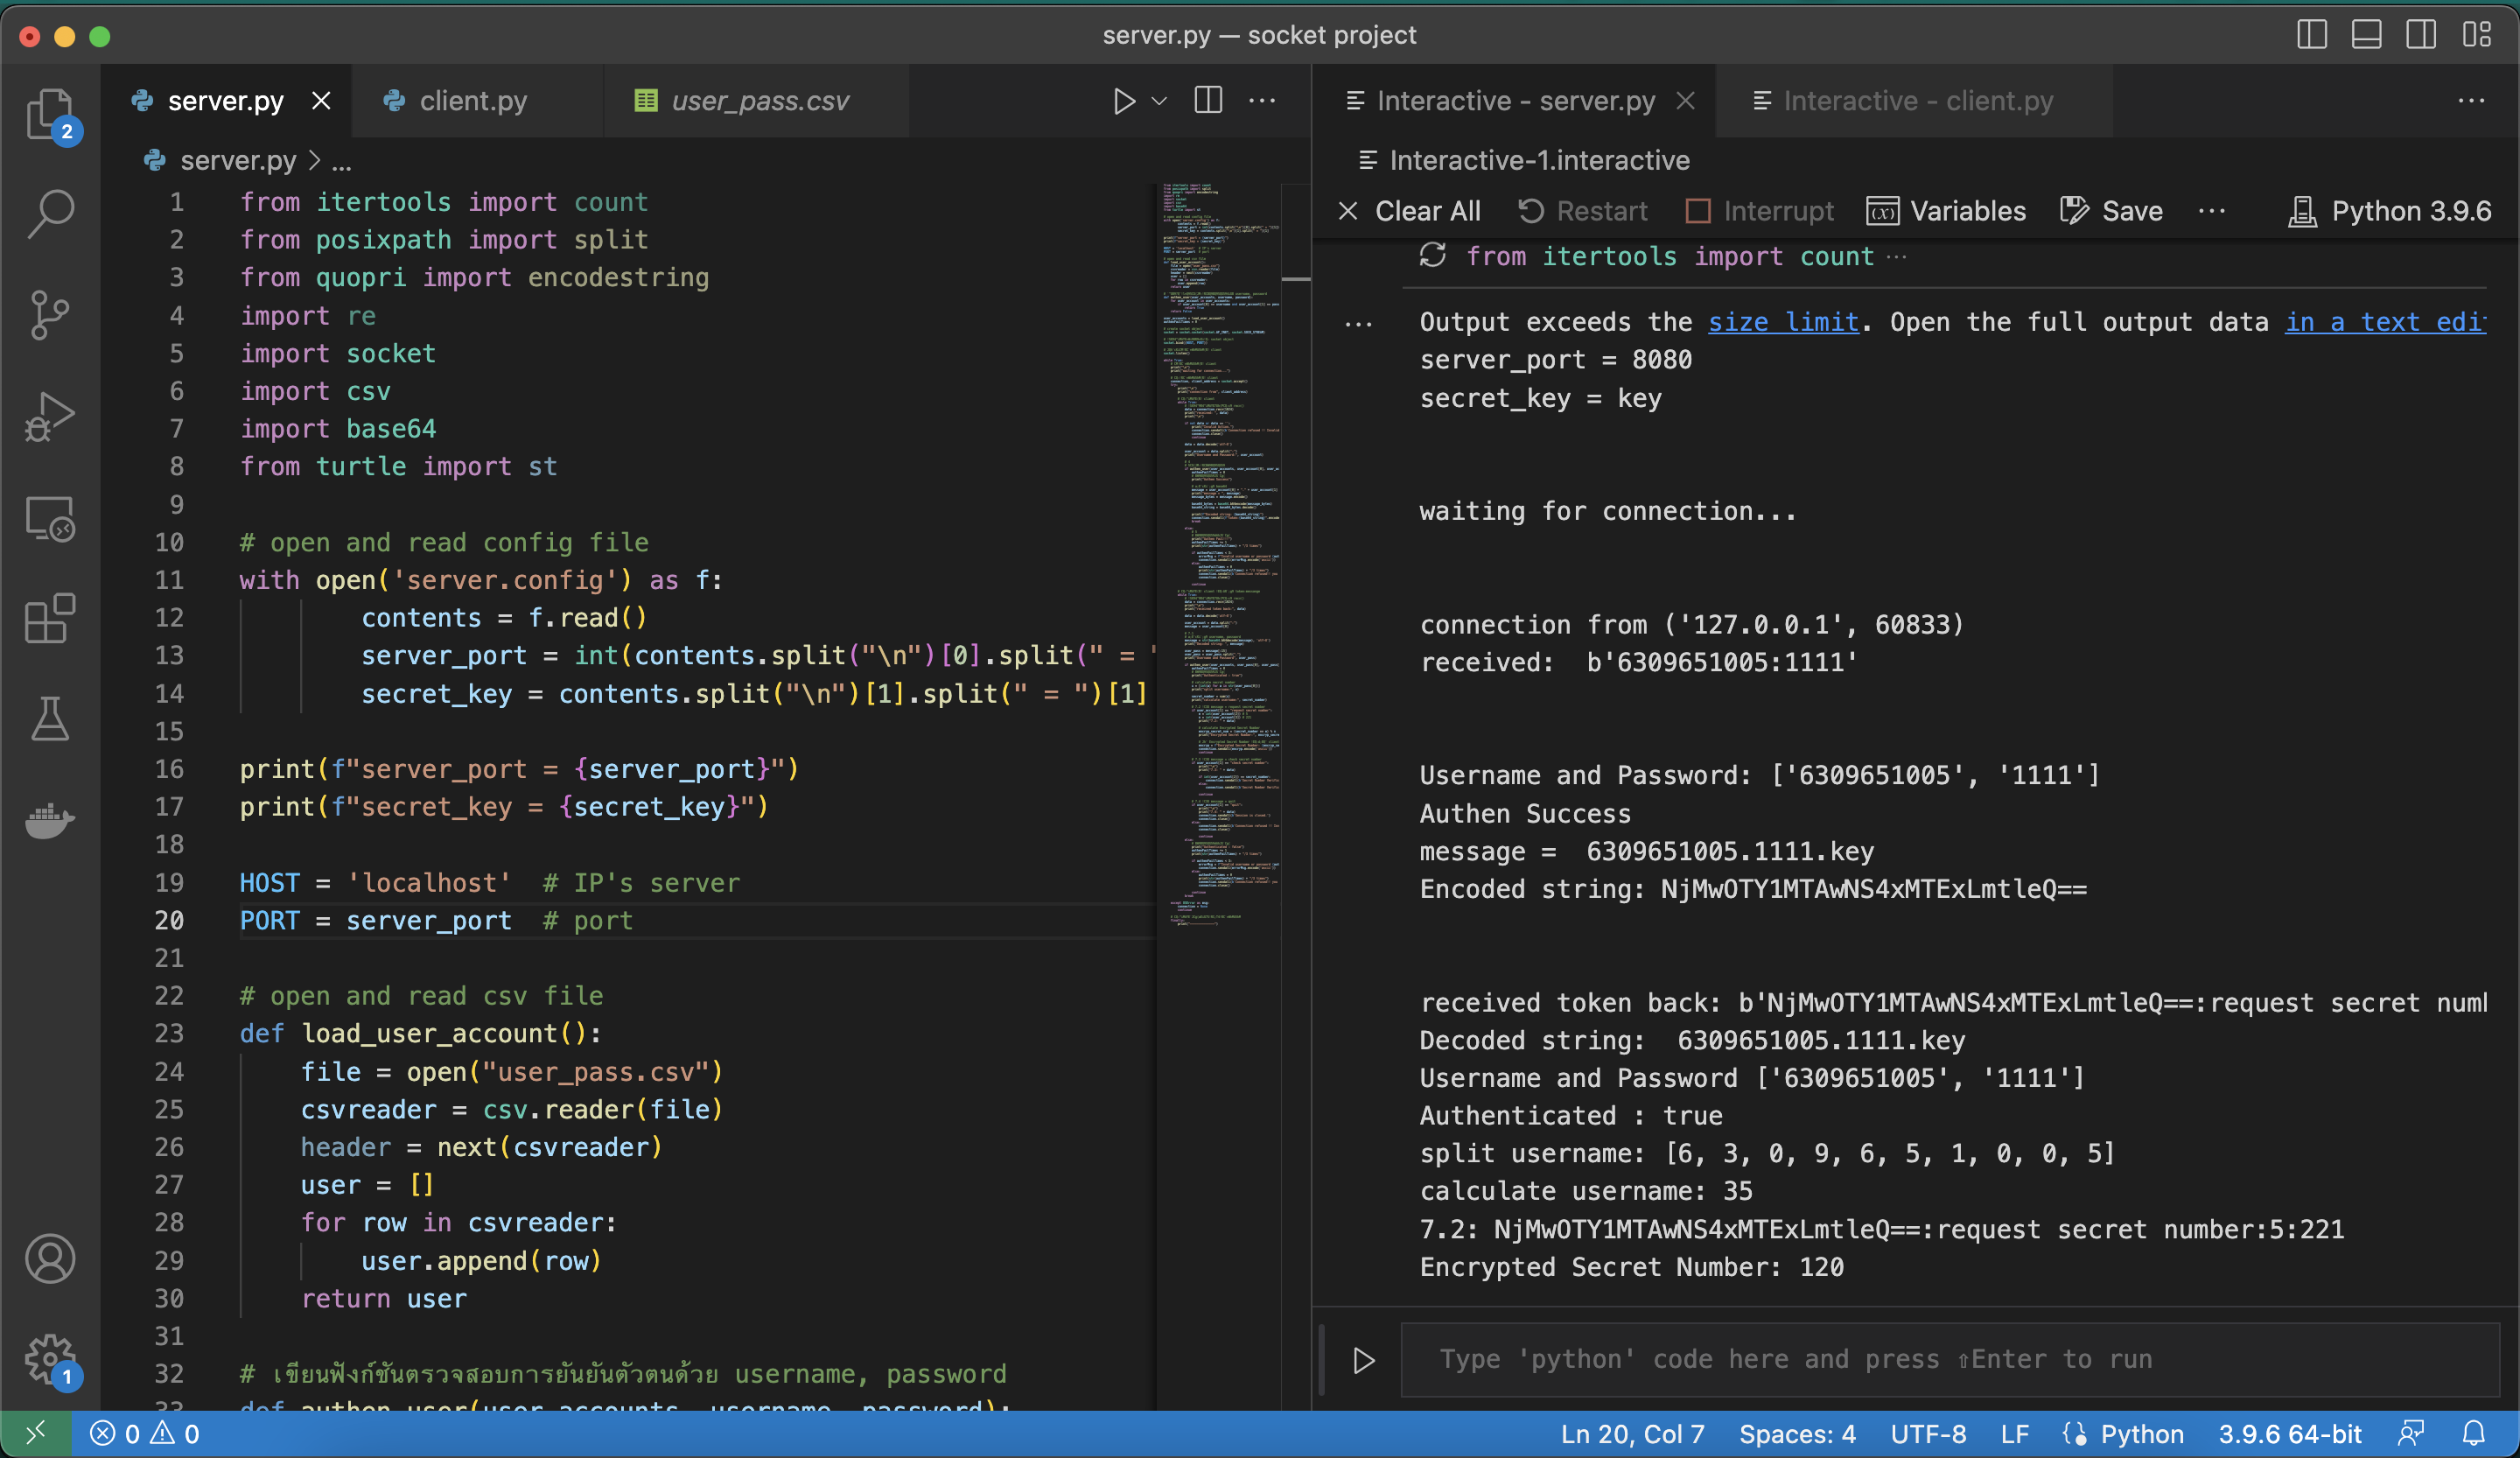 server.py — socket project
server.py
client.py
user_pass.csv
Interactive - server.py
Interactive - client.py
2
server.py > ...
Interactive-1.interactive
Clear All
Restart
Interrupt
Variables
Save
Python 3.9.6
1 from itertools import count
2 from posixpath import split
3 from quopri import encodestring
4 import re
5 import socket
6 import csv
7 import base64
8 from turtle import st
9
10 # open and read config file
11 with open('server.config') as f:
12 contents = f.read()
13 server_port = int(contents.split("\n")[0].split(" = "
14 secret_key = contents.split("\n")[1].split(" = ")[1]
15
16 print(f"server_port = {server_port}")
17 print(f"secret_key = {secret_key}")
18
19 HOST = 'localhost' # IP's server
20 PORT = server_port # port
21
22 # open and read csv file
23 def load_user_account():
24 file = open("user_pass.csv")
25 csvreader = csv.reader(file)
26 header = next(csvreader)
27 user = []
28 for row in csvreader:
29 user.append(row)
30 return user
31
32 # เขียนฟังก์ชันตรวจสอบการยันยันตัวตนด้วย username, password
33 def authen_user(user_accounts, username, password):
from itertools import count ...
Output exceeds the size limit. Open the full output data in a text edi
server_port = 8080
secret_key = key
waiting for connection...
connection from ('127.0.0.1', 60833)
received:  b'6309651005:1111'
Username and Password: ['6309651005', '1111']
Authen Success
message =  6309651005.1111.key
Encoded string: NjMwOTY1MTAwNS4xMTExLmtleQ==
received token back: b'NjMwOTY1MTAwNS4xMTExLmtleQ==:request secret num
Decoded string:  6309651005.1111.key
Username and Password ['6309651005', '1111']
Authenticated : true
split username: [6, 3, 0, 9, 6, 5, 1, 0, 0, 5]
calculate username: 35
7.2: NjMwOTY1MTAwNS4xMTExLmtleQ==:request secret number:5:221
Encrypted Secret Number: 120
Type 'python' code here and press ⇧Enter to run
1
0 0
Ln 20, Col 7
Spaces: 4
UTF-8
LF
Python
3.9.6 64-bit